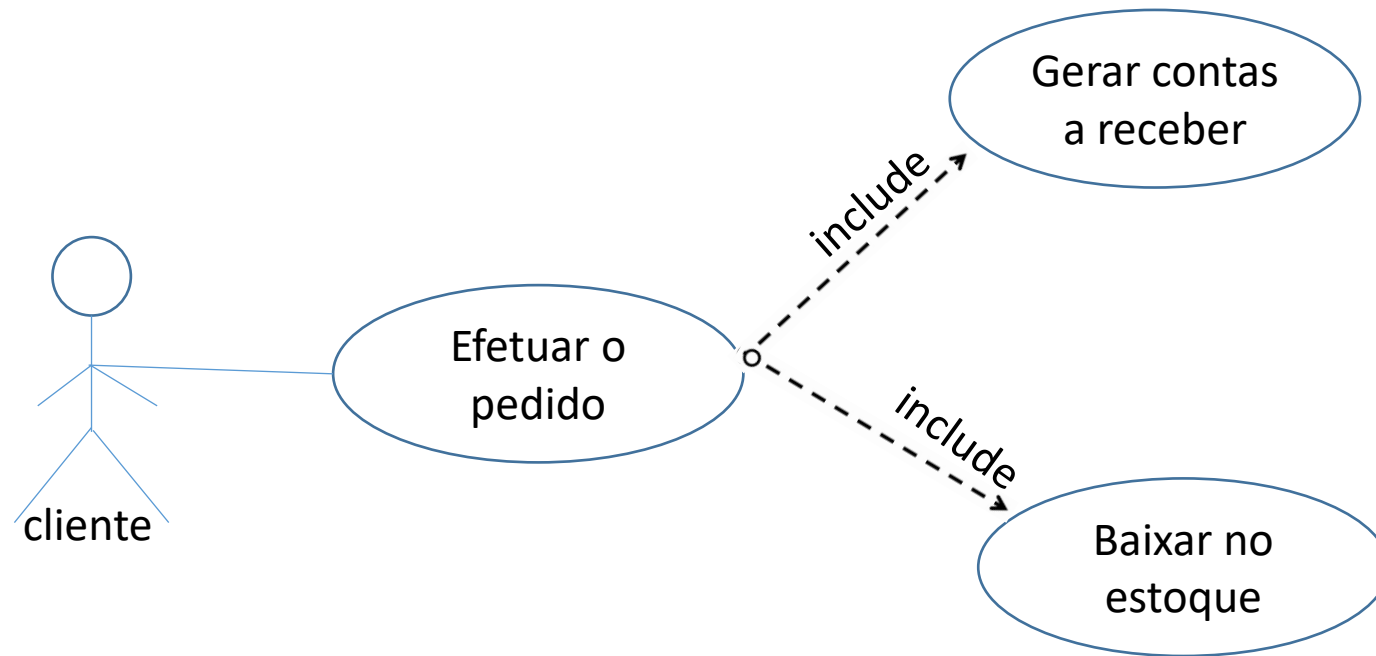 Gerar contas
a receber
include
Efetuar o
pedido
include
cliente
Baixar no
estoque